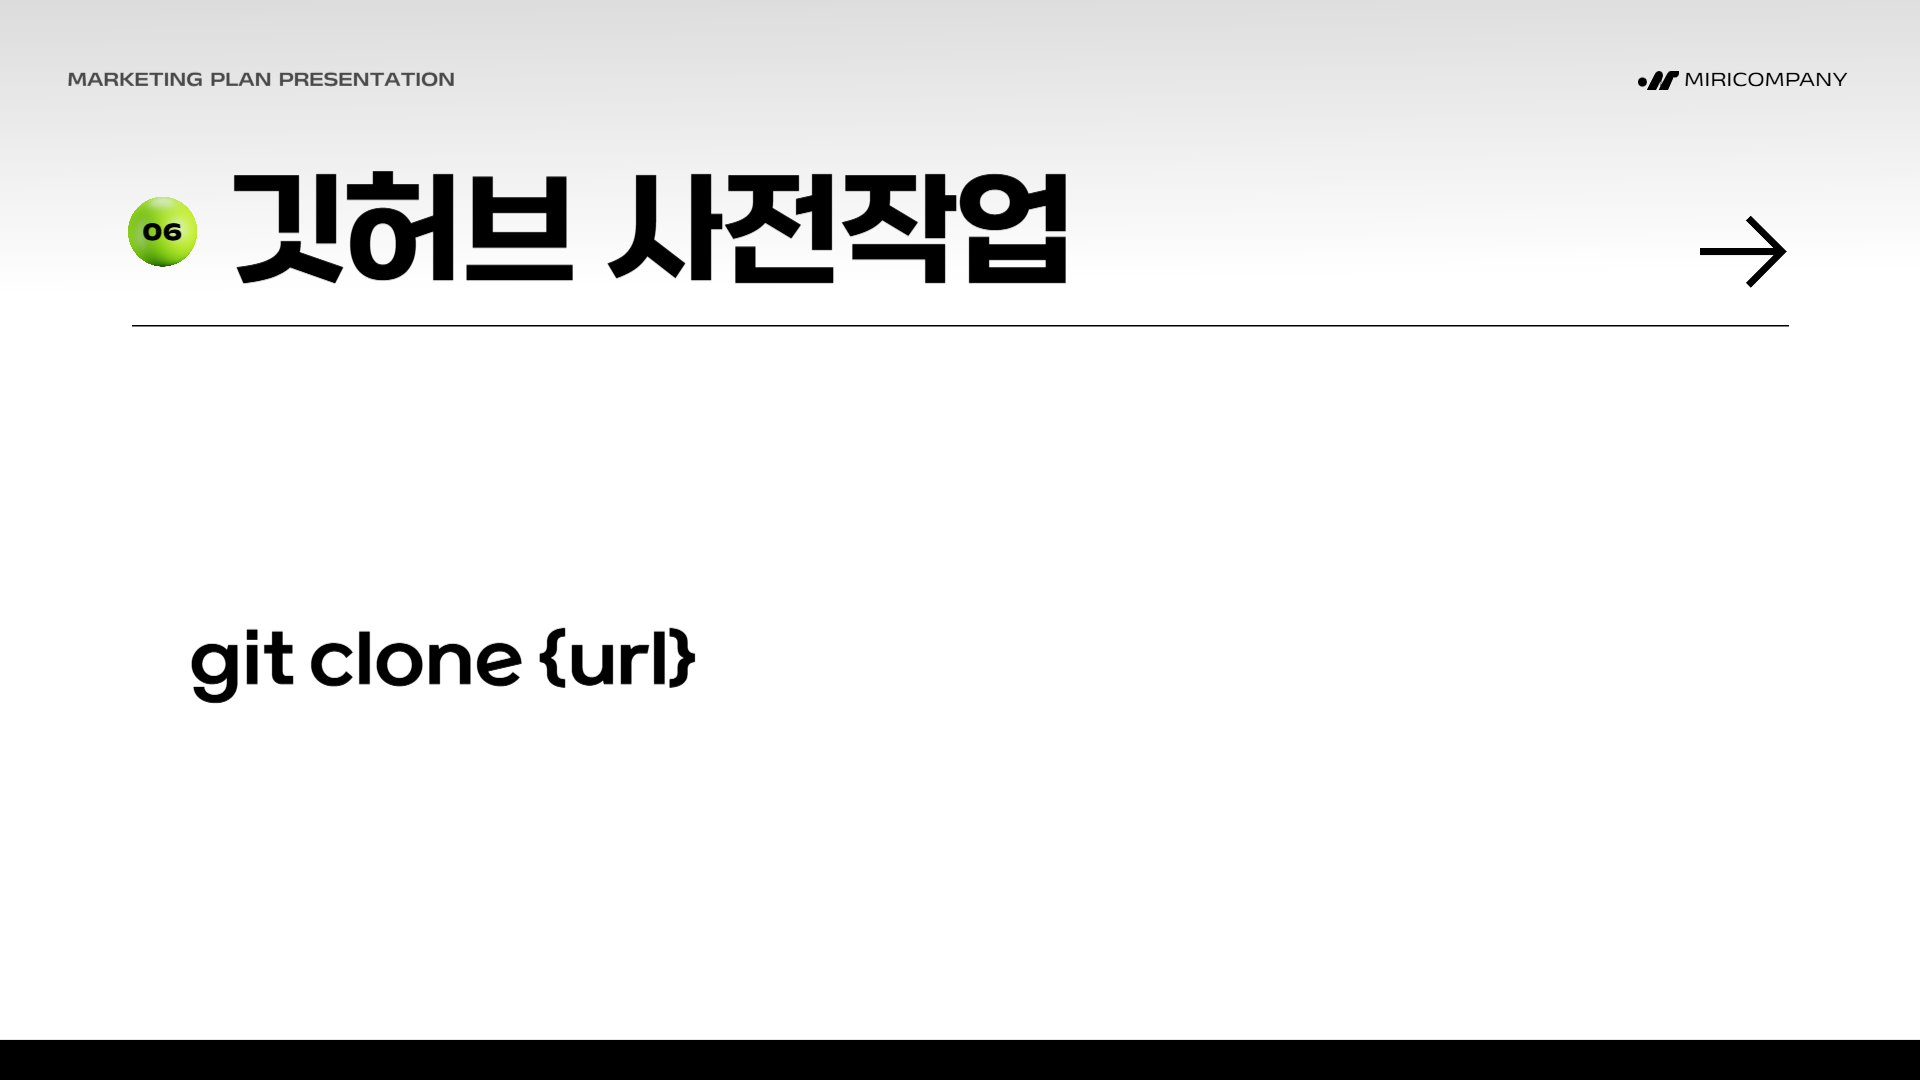 MARKETING PLAN PRESENTATION
MIRICOMPANY
06
깃허브 사전작업
git clone {url}